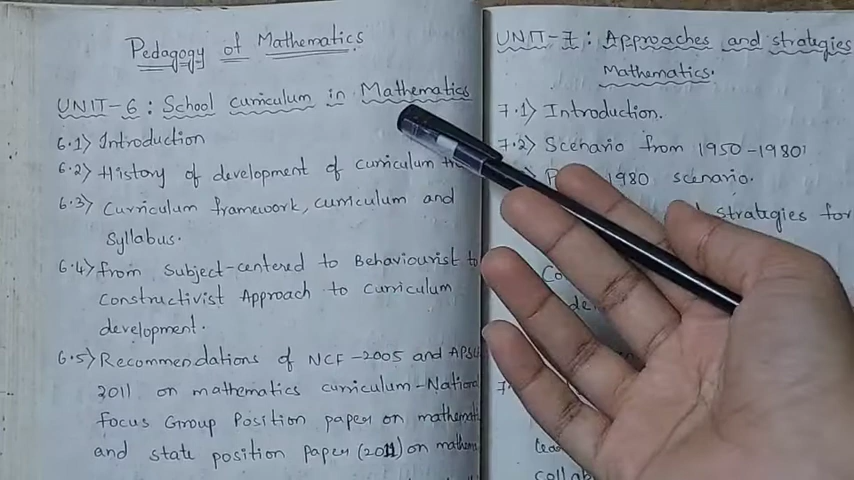 Pedagogy of Mathematics
UNIT-6 : School curriculum in Mathematics
6.1) Introduction
6.2) History of development of curriculum
6.3) Curriculum framework, curriculum and
syllabus.
6.4) from subject-centered to Behaviourist to
Constructivist Approach to curriculum
development.
6.5) Recommendations of NCF-2005 and
2011 on mathematics curriculum - National
Focus Group Position paper on
and state position paper (2011) on
UNIT-7 : Approaches and strategies
Mathematics.
7.1) Introduction.
7.2) Scenario from 1950-1980
1980 scenario.
strategies for